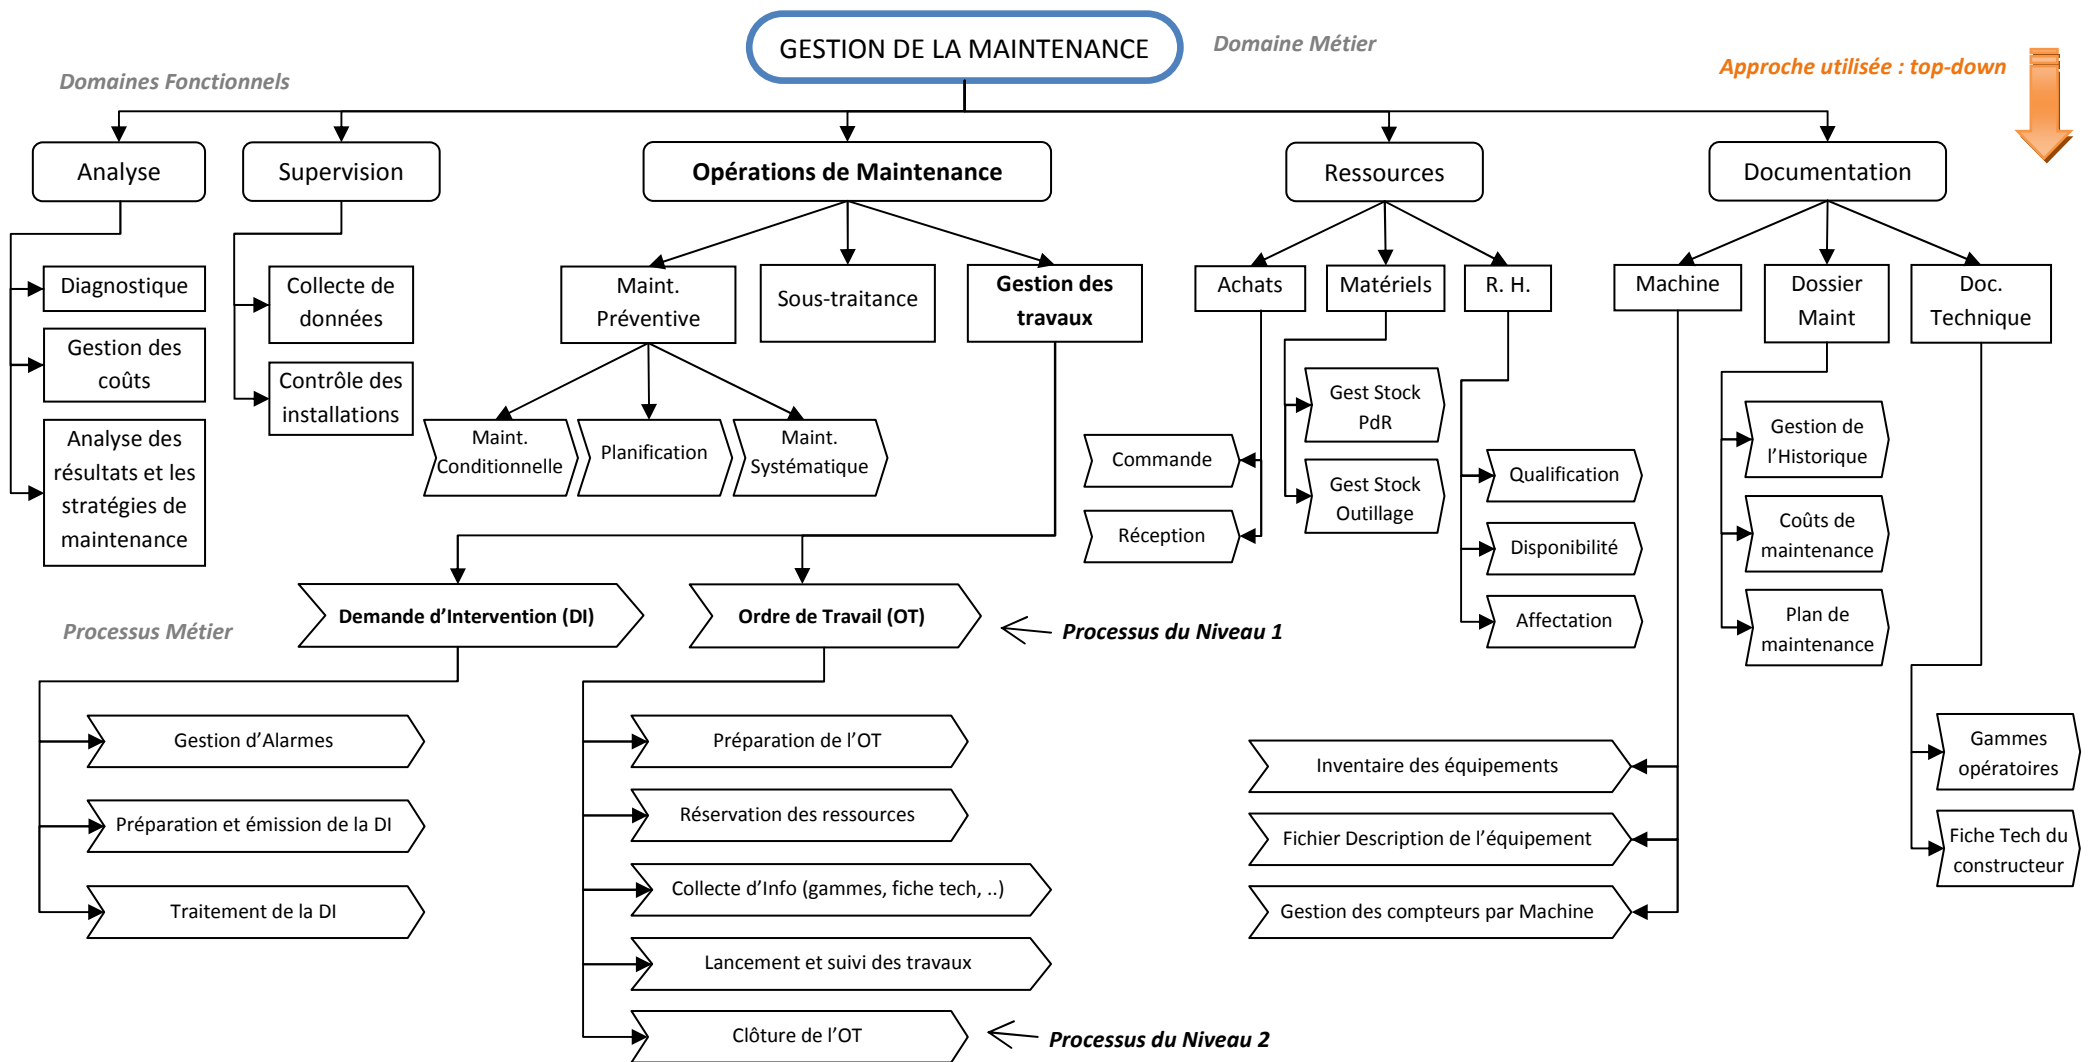 GESTION DE LA MAINTENANCE
Domaine Métier
Approche utilisée : top-down
Domaines Fonctionnels
Analyse
Supervision
Opérations de Maintenance
Ressources
Documentation
Diagnostique
Gestion des
coûts
Analyse des
résultats et les
stratégies de
maintenance
Collecte de
données
Contrôle des
installations
Maint.
Préventive
Sous-traitance
Gestion des
travaux
Maint.
Conditionnelle
Planification
Maint.
Systématique
Achats
Matériels
R. H.
Commande
Réception
Gest Stock
PdR
Gest Stock
Outillage
Qualification
Disponibilité
Affectation
Machine
Dossier
Maint
Doc.
Technique
Gestion de
l’Historique
Coûts de
maintenance
Plan de
maintenance
Gammes
opératoires
Fiche Tech du
constructeur
Demande d’Intervention (DI)
Ordre de Travail (OT)
Processus du Niveau 1
Processus Métier
Gestion d’Alarmes
Préparation et émission de la DI
Traitement de la DI
Préparation de l’OT
Réservation des ressources
Collecte d’Info (gammes, fiche tech, ..)
Lancement et suivi des travaux
Clôture de l’OT
Processus du Niveau 2
Inventaire des équipements
Fichier Description de l’équipement
Gestion des compteurs par Machine